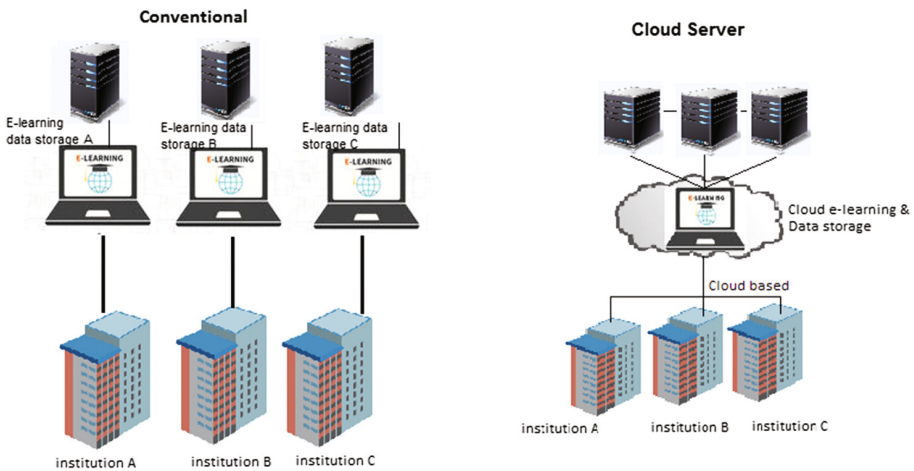 Conventional
E-learning
data storage A
E-learning data
storage B
E-learning data
storage C
E-LEARNING
E-LEARNING
E-LEARNING
institution A
institution B
institution C
Cloud Server
E-LEARNING
Cloud e-learning &
Data storage
Cloud based
institution A
institution B
institution C